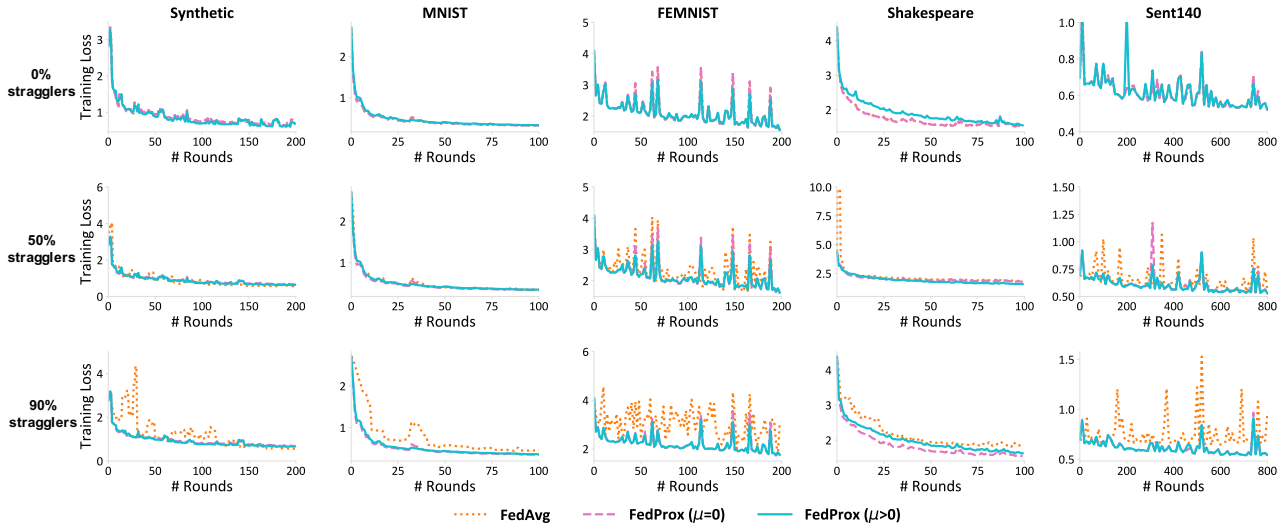 Synthetic MNIST FEMNIST Shakespeare Sent140
0% stragglers
Training Loss
3
2
1
0 50 100 150 200
# Rounds
2
1
0 25 50 75 100
# Rounds
5
4
3
2
0 50 100 150 200
# Rounds
4
3
2
0 25 50 75 100
# Rounds
1.0
0.8
0.6
0.4
0 200 400 600 800
# Rounds
50% stragglers
Training Loss
6
4
2
0
0 50 100 150 200
# Rounds
2
1
0 25 50 75 100
# Rounds
5
4
3
2
0 50 100 150 200
# Rounds
10.0
7.5
5.0
2.5
0 25 50 75 100
# Rounds
1.50
1.25
1.00
0.75
0.50
0 200 400 600 800
# Rounds
90% stragglers
Training Loss
4
2
0
0 50 100 150 200
# Rounds
2
1
0 25 50 75 100
# Rounds
6
4
2
0 50 100 150 200
# Rounds
4
3
2
0 25 50 75 100
# Rounds
1.5
1.0
0.5
0 200 400 600 800
# Rounds
FedAvg FedProx (μ=0) FedProx (μ>0)